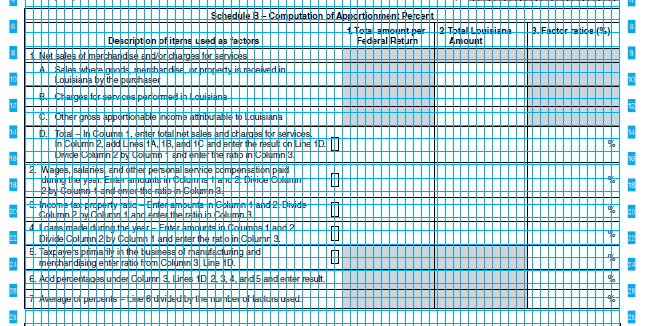 Schedule B – Computation of Apportionment Percent
Description of items used as factors
1. Total amount per
Federal Return
2. Total Louisiana
Amount
3. Factor ratios (%)
1. Net sales of merchandise and/or charges for services
A. Sales where goods, merchandise, or property is received in
Louisiana by the purchaser
B. Charges for services performed in Louisiana
C. Other gross apportionable income attributable to Louisiana
D. Total – In Column 1, enter total net sales and charges for services.
In Column 2, add Lines 1A, 1B, and 1C and enter the result on Line 1D.
Divide Column 2 by Column 1 and enter the ratio in Column 3.
%
2. Wages, salaries, and other personal service compensation paid
during the year. Enter amounts in Columns 1 and 2. Divide Column
2 by Column 1 and enter the ratio in Column 3.
%
3. Income tax property ratio – Enter amounts in Column 1 and 2. Divide
Column 2 by Column 1 and enter the ratio in Column 3.
%
4. Loans made during the year – Enter amounts in Columns 1 and 2.
Divide Column 2 by Column 1 and enter the ratio in Column 3.
%
5. Taxpayers primarily in the business of manufacturing and
merchandising enter ratio from Column 3, Line 1D.
%
6. Add percentages under Column 3, Lines 1D, 2, 3, 4, and 5 and enter result.
%
7. Average of percents – Line 6 divided by the number of factors used.
%